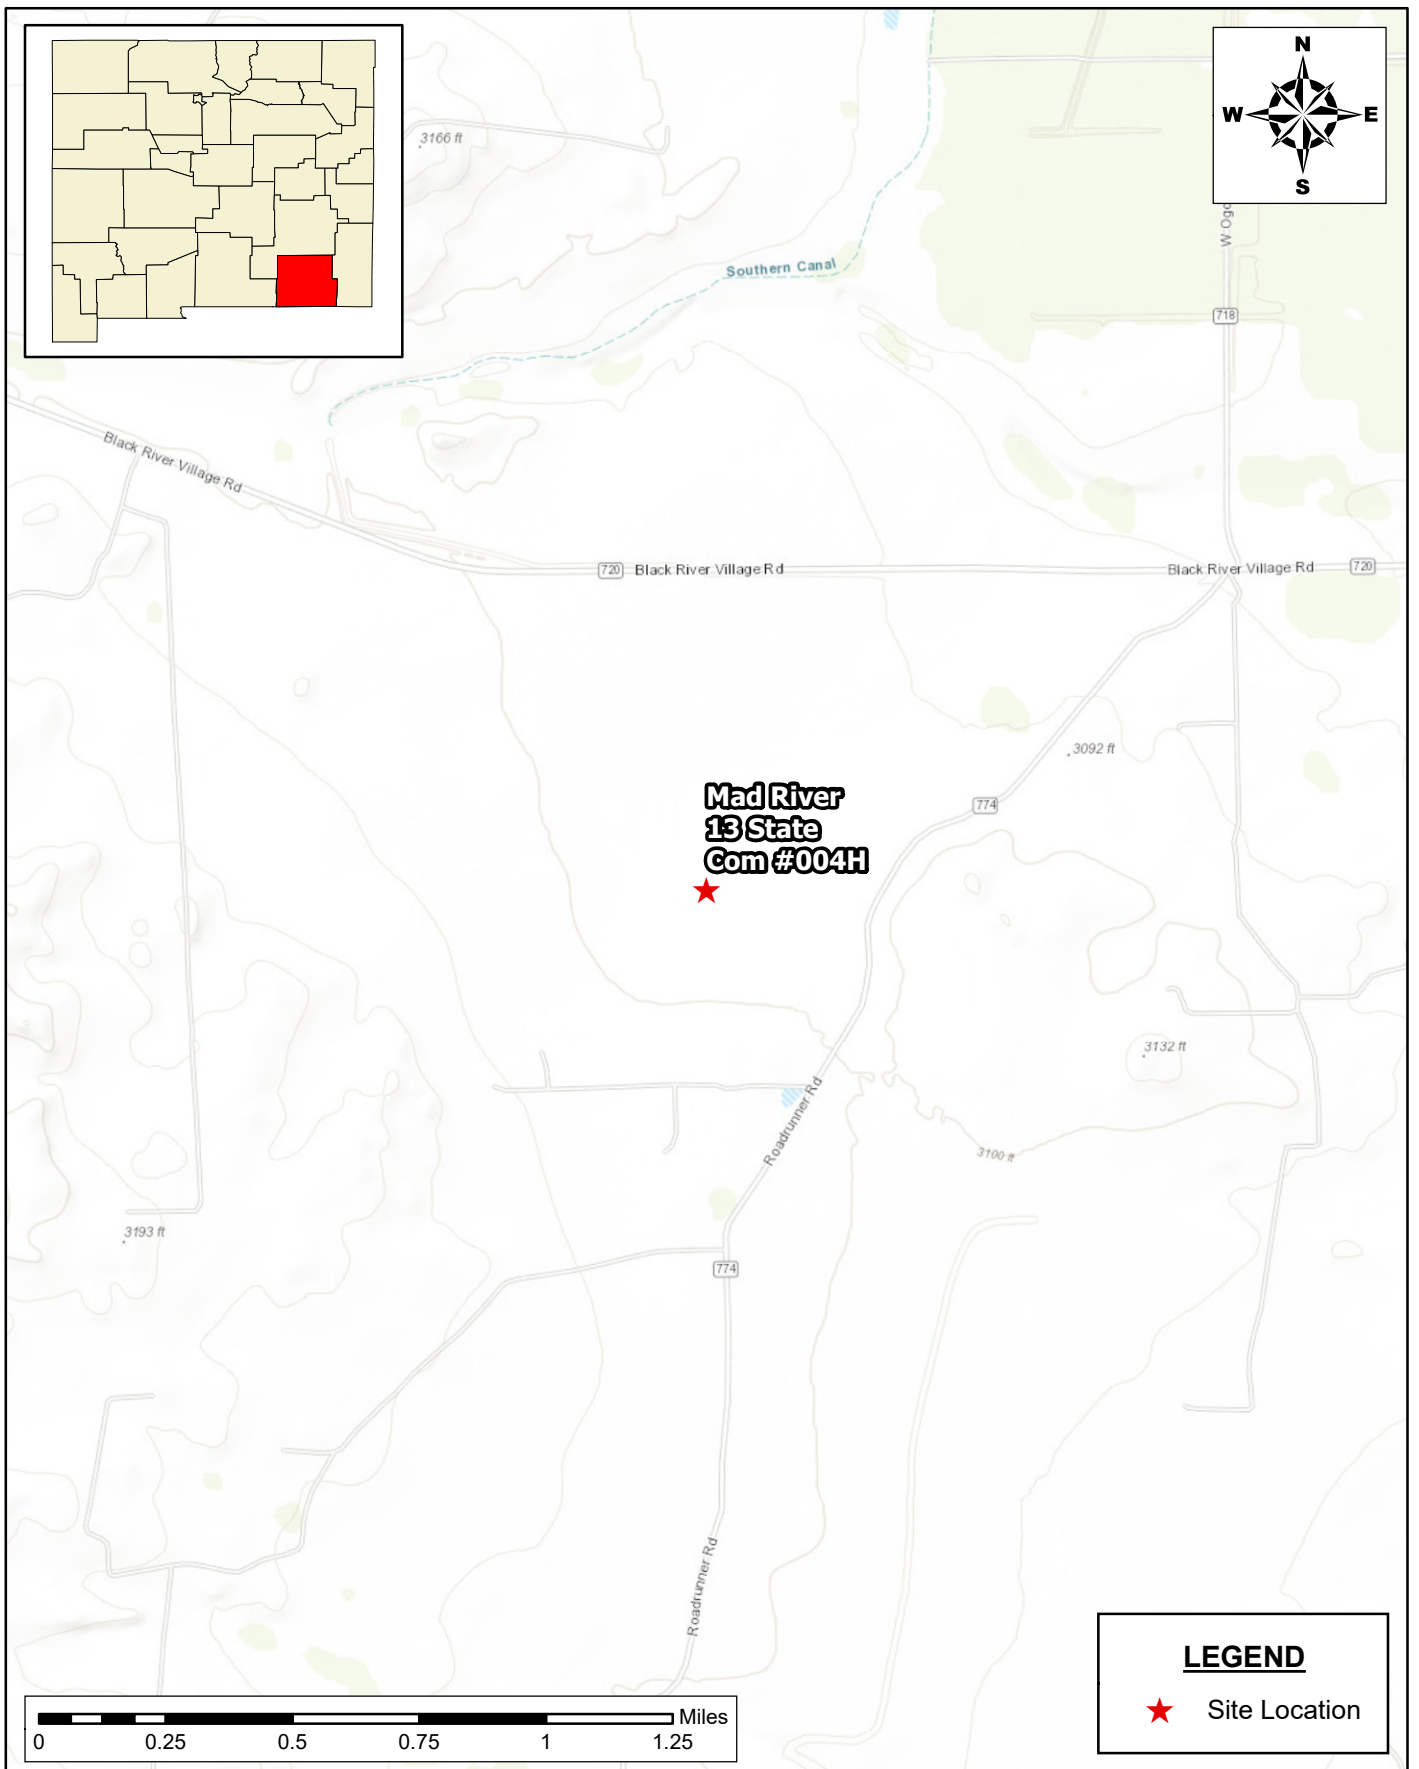 N
W
E
S
3166 ft
W Ogd
Southern Canal
718
Black River Village Rd
720
Black River Village Rd
Black River Village Rd
720
3092 ft
Mad River
13 State
Com #004H
774
3132 ft
Roadrunner Rd
3100 ft
3193 ft
774
Roadrunner Rd
LEGEND
Site Location
Miles
0
0.25
0.5
0.75
1
1.25